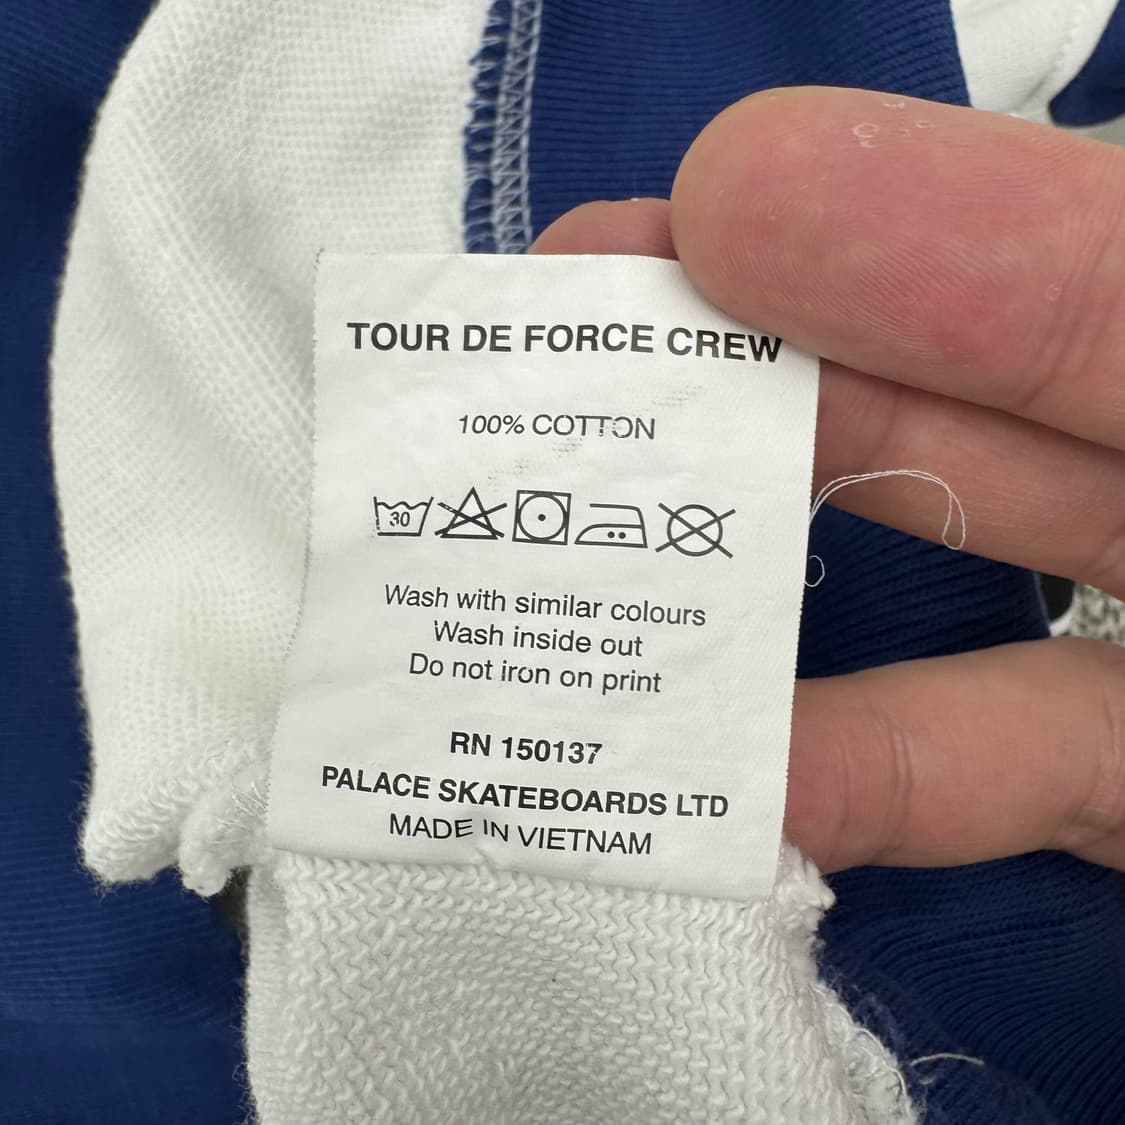 TOUR DE FORCE CREW
100% COTTON
30
Wash with similar colours
Wash inside out
Do not iron on print
RN 150137
PALACE SKATEBOARDS LTD
MADE IN VIETNAM